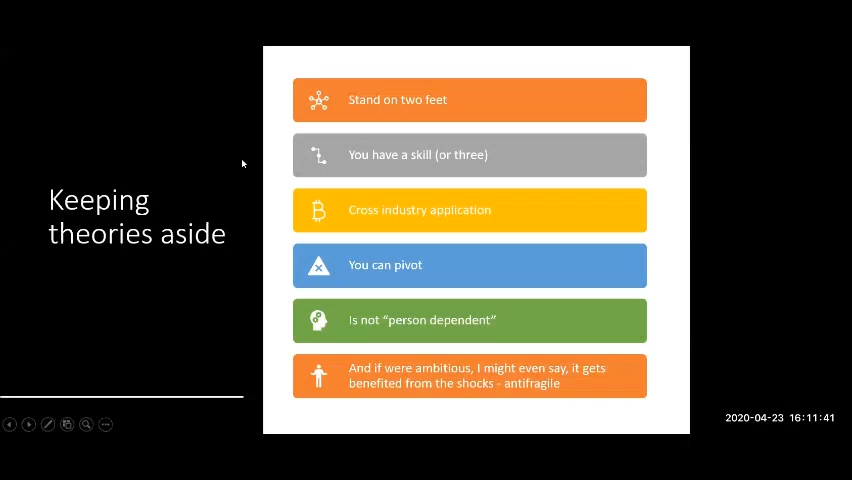 Keeping
theories aside
Stand on two feet
You have a skill (or three)
Cross industry application
You can pivot
Is not “person dependent”
And if were ambitious, I might even say, it gets
benefited from the shocks - antifragile
2020-04-23 16:11:41